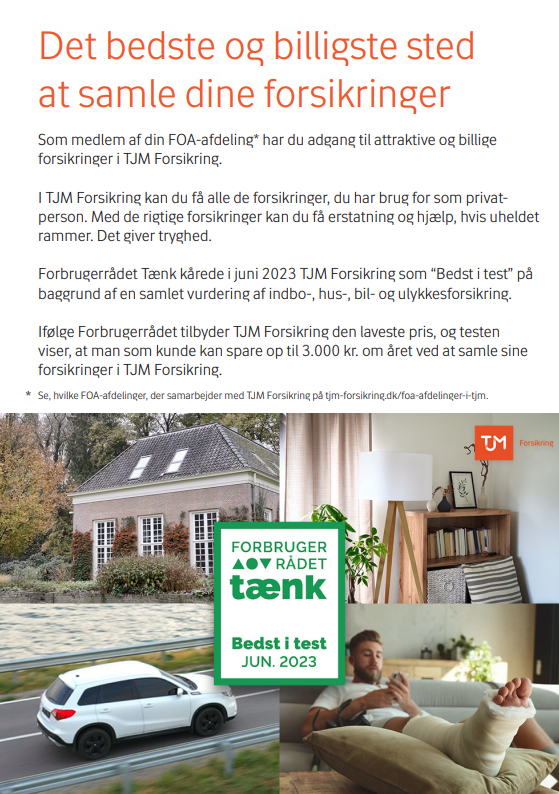 Det bedste og billigste sted
at samle dine forsikringer
Som medlem af din FOA-afdeling* har du adgang til attraktive og billige
forsikringer i TJM Forsikring.
I TJM Forsikring kan du få alle de forsikringer, du har brug for som privat-
person. Med de rigtige forsikringer kan du få erstatning og hjælp, hvis uheldet
rammer. Det giver tryghed.
Forbrugerrådet Tænk kårede i juni 2023 TJM Forsikring som “Bedst i test” på
baggrund af en samlet vurdering af indbo-, hus-, bil- og ulykkesforsikring.
Ifølge Forbrugerrådet tilbyder TJM Forsikring den laveste pris, og testen
viser, at man som kunde kan spare op til 3.000 kr. om året ved at samle sine
forsikringer i TJM Forsikring.
* Se, hvilke FOA-afdelinger, der samarbejder med TJM Forsikring på tjm-forsikring.dk/foa-afdelinger-i-tjm.
TJM Forsikring
FORBRUGER
RÅDET
tænk
Bedst i test
JUN. 2023